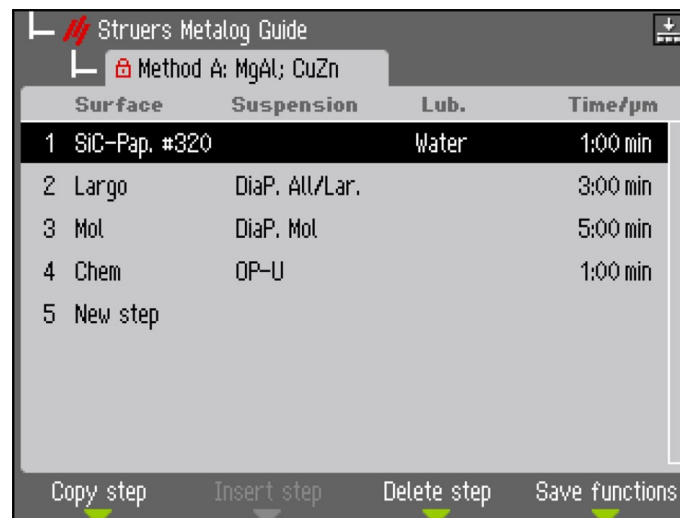 Struers Metalog Guide
Method A: MgAl; CuZn
Surface Suspension Lub. Time/µm
1 SiC-Pap. #320 Water 1:00 min
2 Largo DiaP. All/Lar. 3:00 min
3 Mol DiaP. Mol 5:00 min
4 Chem OP-U 1:00 min
5 New step
Copy step Insert step Delete step Save functions